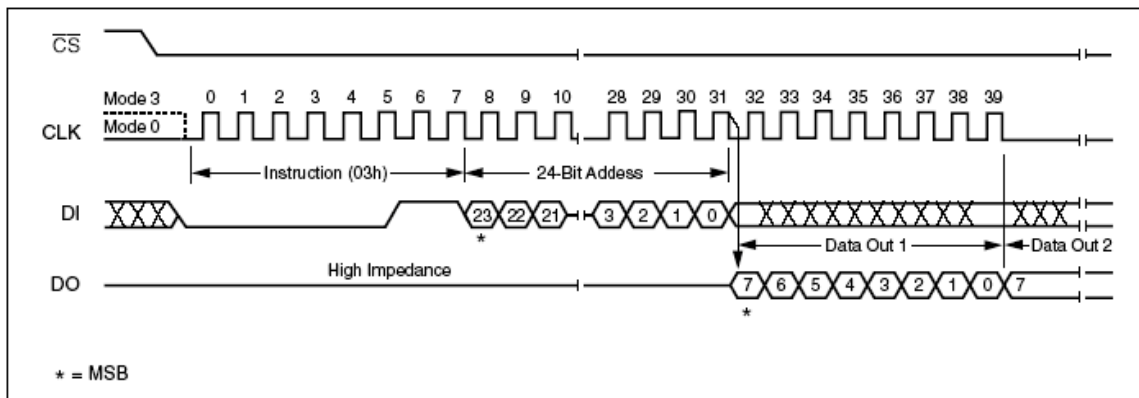 CS
Mode 3 0 1 2 3 4 5 6 7 8 9 10 28 29 30 31 32 33 34 35 36 37 38 39
CLK Mode 0
Instruction (03h) 24-Bit Addess
DI 23 22 21 3 2 1 0
* Data Out 1 Data Out 2
High Impedance
DO 7 6 5 4 3 2 1 0 7
*
* = MSB